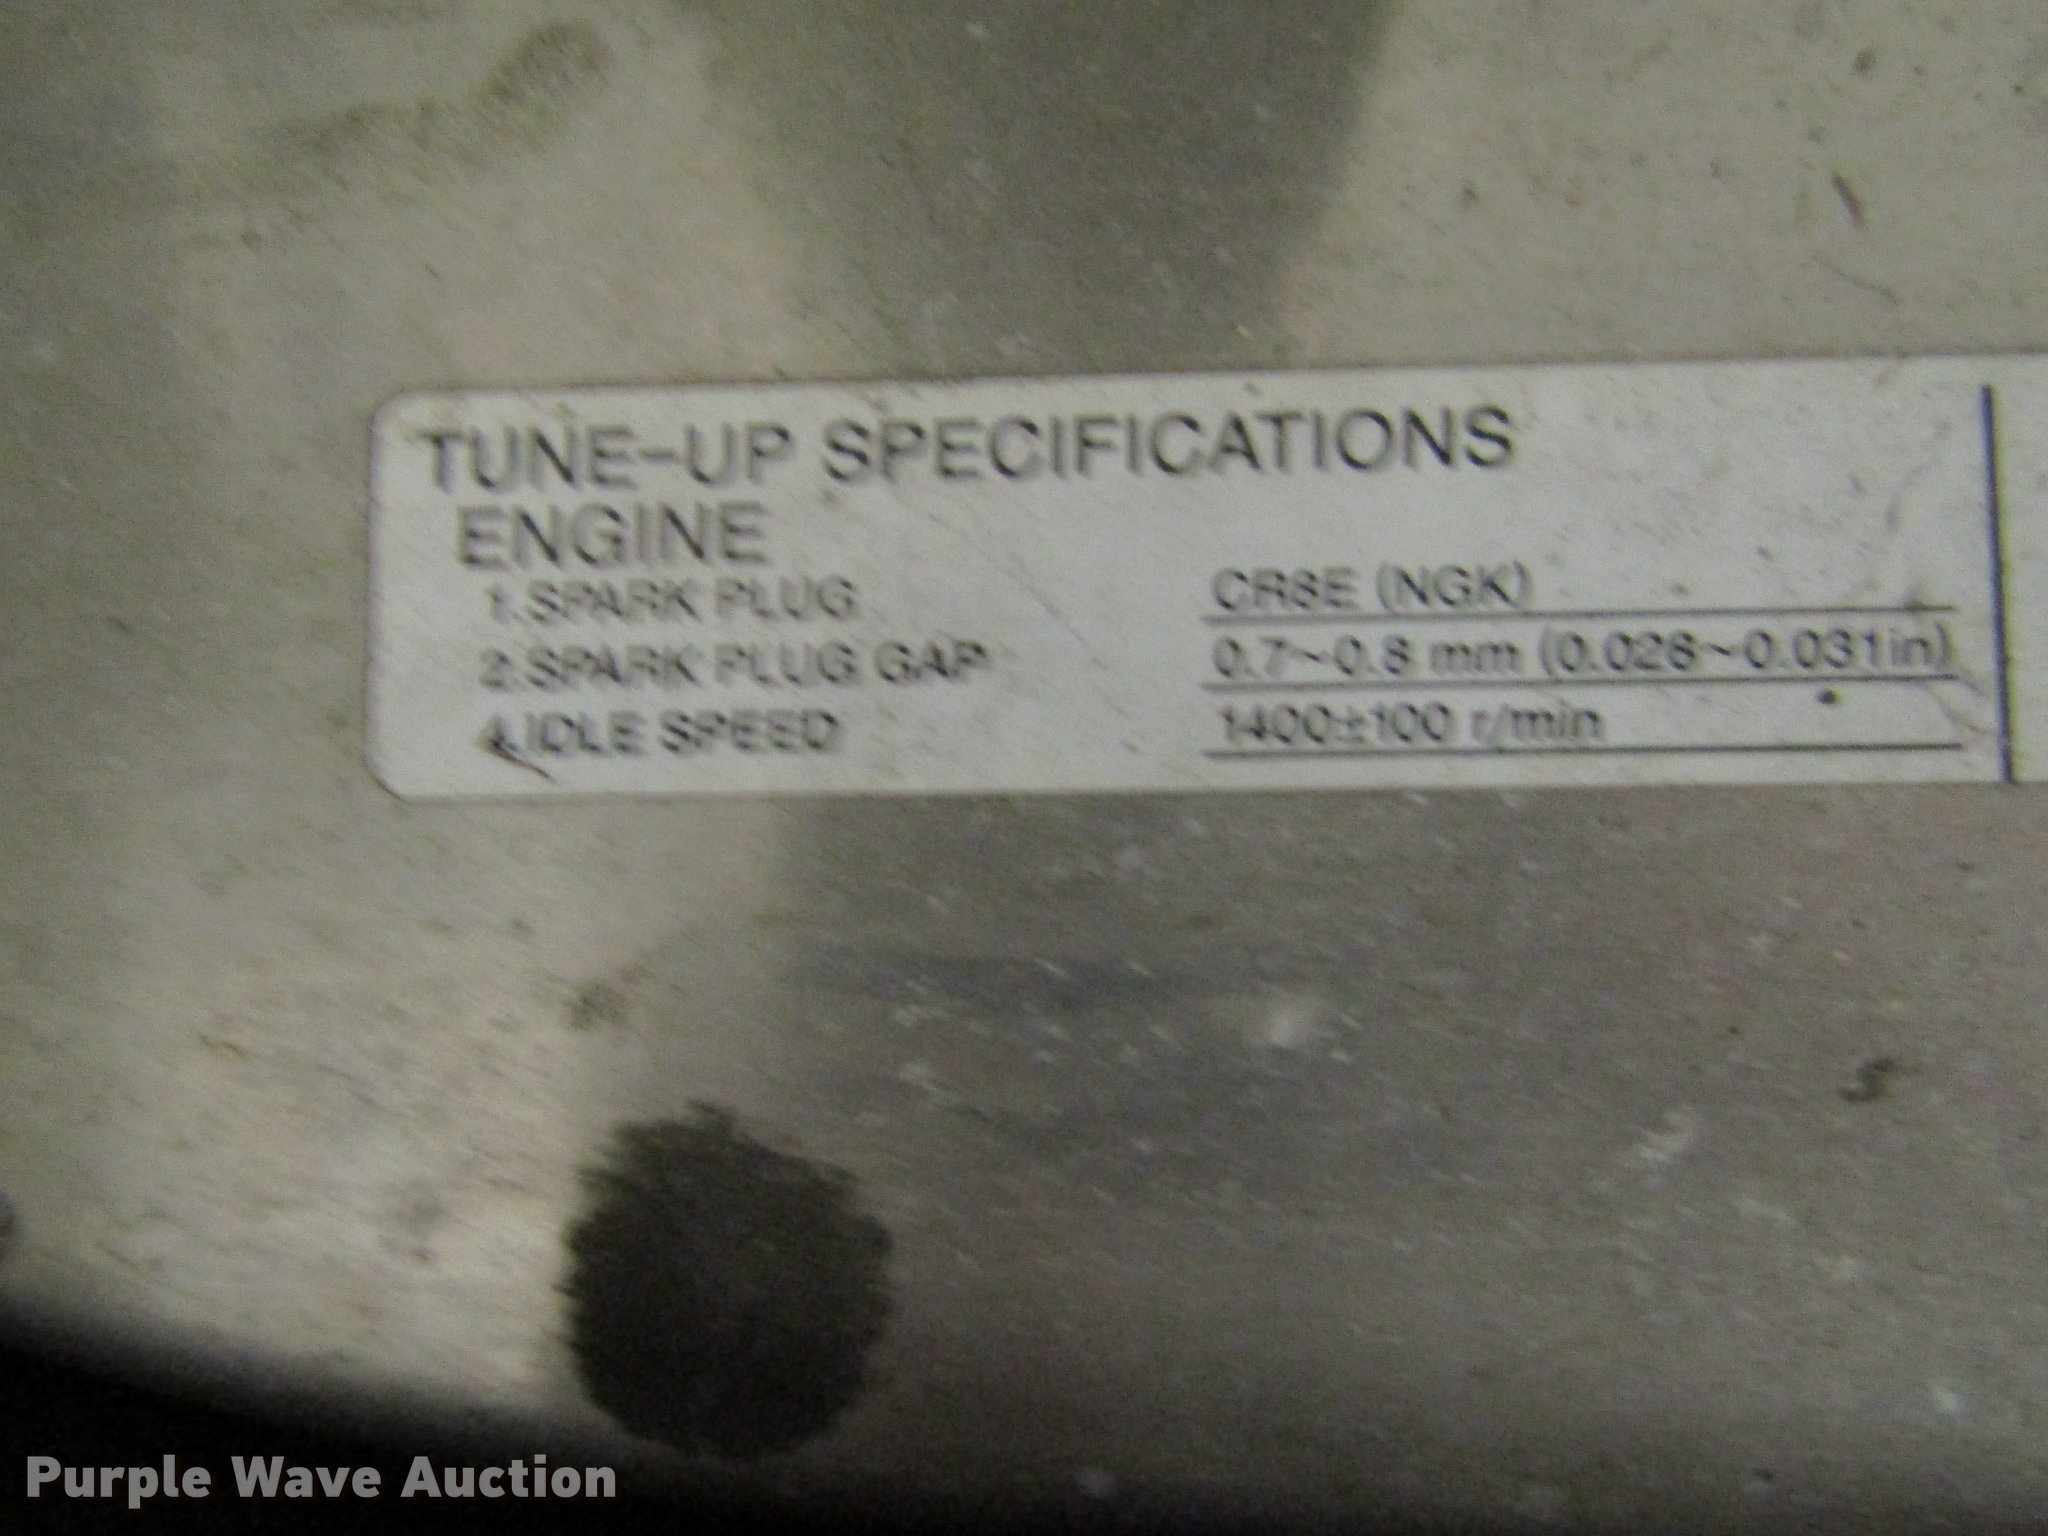 TUNE-UP SPECIFICATIONS
ENGINE
1.SPARK PLUG CR8E (NGK)
2.SPARK PLUG GAP 0.7~0.8 mm (0.028~0.031in)
4.IDLE SPEED 1400±100 r/min
Purple Wave Auction